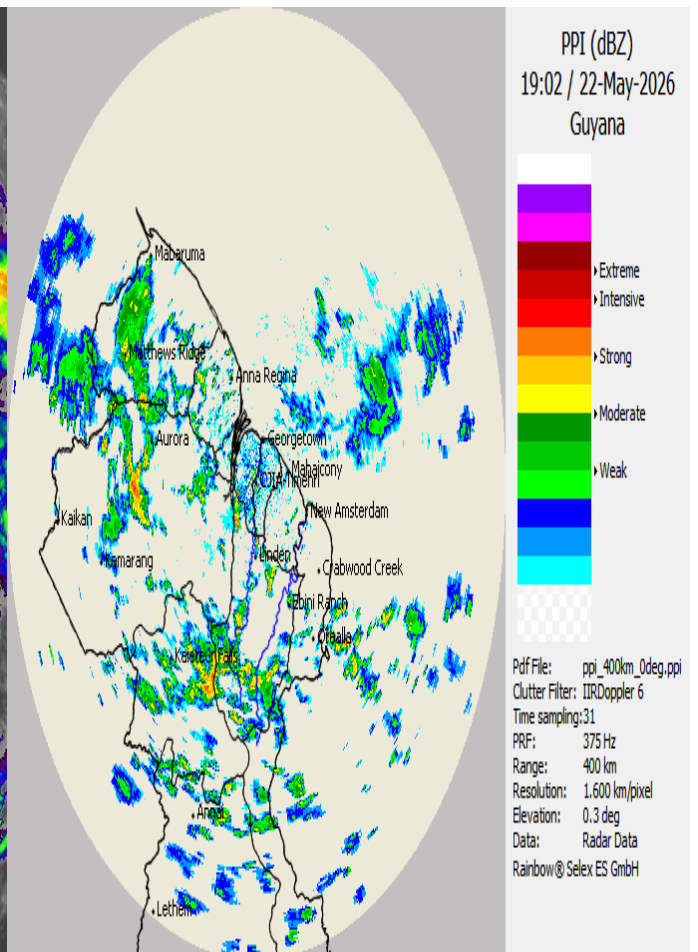 PPI (dBZ)
19:02 / 22-May-2026
Guyana
Extreme
Intensive
Strong
Moderate
Weak
Pdf File: ppi_400km_0deg.ppi
Clutter Filter: IIRDoppler 6
Time sampling:31
PRF: 375 Hz
Range: 400 km
Resolution: 1.600 km/pixel
Elevation: 0.3 deg
Data: Radar Data
Rainbow® Selex ES GmbH
Mabaruma
Matthews Ridge
Anna Regina
Aurora
Georgetown
Mahaicony
CJIA-Timehri
New Amsterdam
Kaikan
Kamarang
Linden
Crabwood Creek
Ebini Ranch
Orealla
Kaieteur Falls
Annai
Lethem